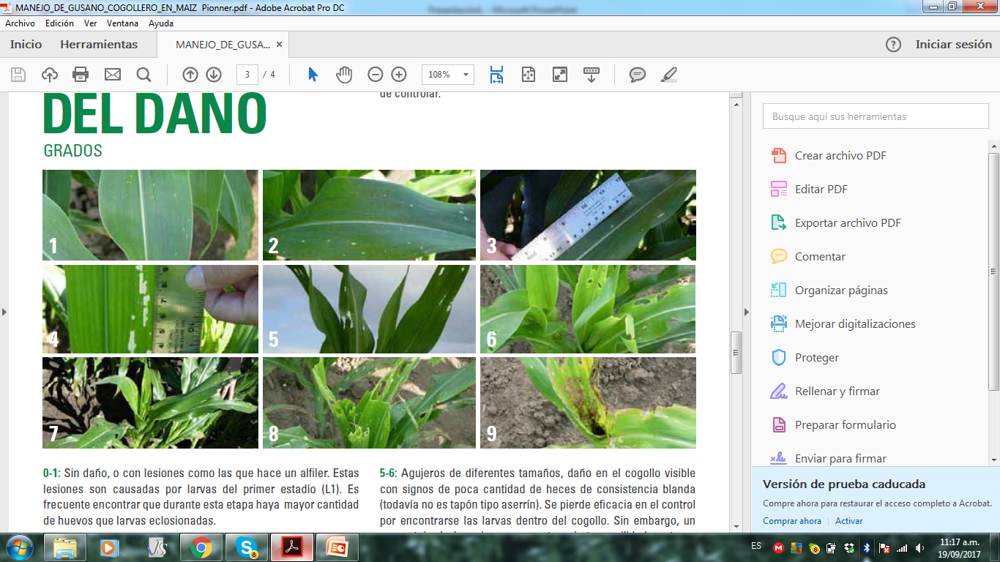 MANEJO_DE_GUSANO_COGOLLERO_EN_MAIZ Pionner.pdf - Adobe Acrobat Pro DC
Archivo Edición Ver Ventana Ayuda
Inicio Herramientas MANEJO_DE_GUSA... × Iniciar sesión
3 / 4 108%
de controlar.
DEL DAÑO
GRADOS
1 2 3
4 5 6
7 8 9
0-1: Sin daño, o con lesiones como las que hace un alfiler. Estas
lesiones son causadas por larvas del primer estadío (L1). Es
frecuente encontrar que durante esta etapa haya mayor cantidad
de huevos que larvas eclosionadas.
5-6: Agujeros de diferentes tamaños, daño en el cogollo visible
con signos de poca cantidad de heces de consistencia blanda
(todavía no es tapón tipo aserrín). Se pierde eficacia en el control
por encontrarse las larvas dentro del cogollo. Sin embargo, un
Busque aquí sus herramientas
Crear archivo PDF
Editar PDF
Exportar archivo PDF
Comentar
Organizar páginas
Mejorar digitalizaciones
Proteger
Rellenar y firmar
Preparar formulario
Enviar para firmar
Versión de prueba caducada
Compre ahora para restaurar el acceso completo a Acrobat.
Comprar ahora Activar
ES 11:17 a.m.
19/09/2017